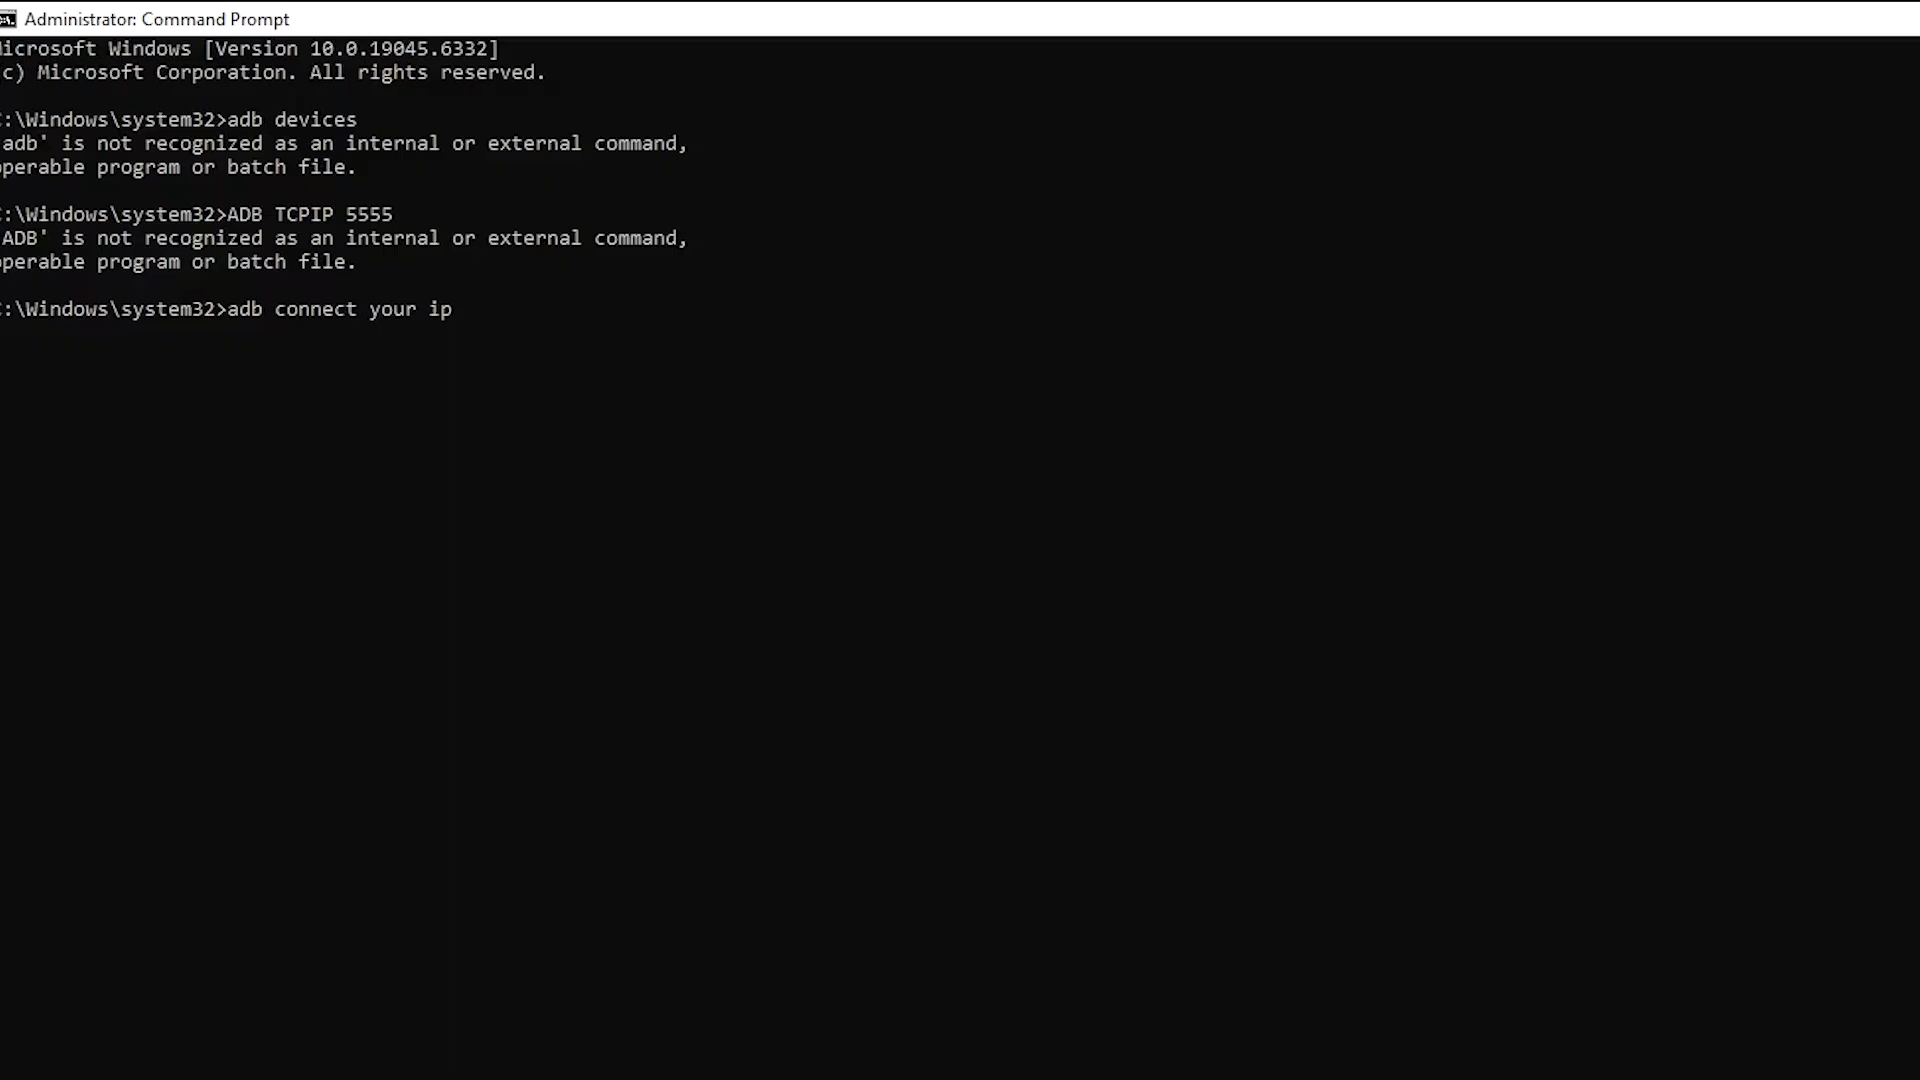 Administrator: Command Prompt
icrosoft Windows [Version 10.0.19045.6332]
c) Microsoft Corporation. All rights reserved.
:\Windows\system32>adb devices
adb' is not recognized as an internal or external command,
perable program or batch file.
:\Windows\system32>ADB TCPIP 5555
ADB' is not recognized as an internal or external command,
perable program or batch file.
:\Windows\system32>adb connect your ip